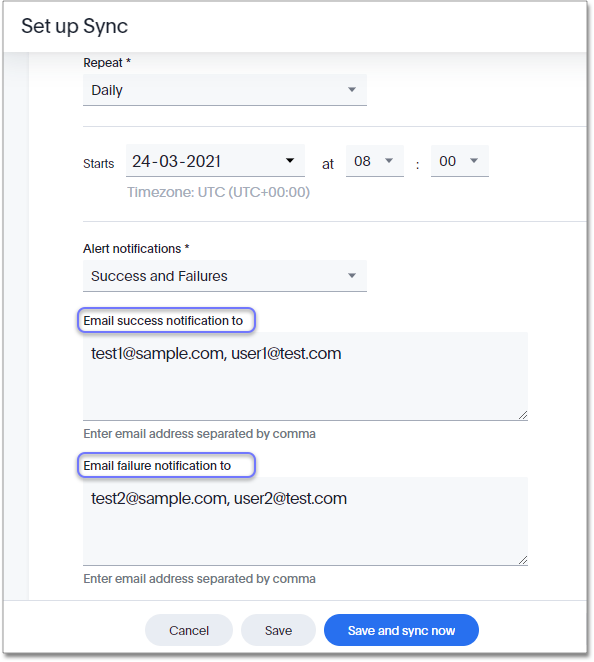 Set up Sync
Repeat *
Daily
Starts 24-03-2021 at 08 : 00
Timezone: UTC (UTC+00:00)
Alert notifications *
Success and Failures
Email success notification to
test1@sample.com, user1@test.com
Enter email address separated by comma
Email failure notification to
test2@sample.com, user2@test.com
Enter email address separated by comma
Cancel Save Save and sync now